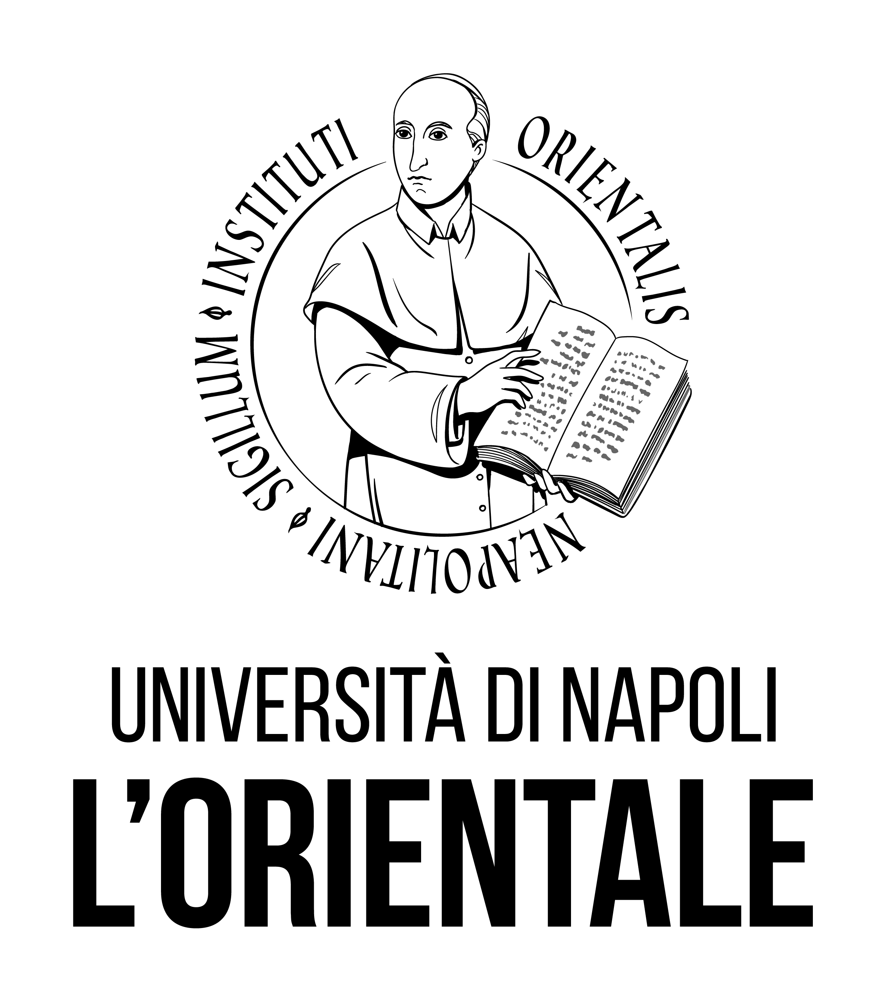 SIGILLUM INSTITUTI ORIENTALIS NEAPOLITANI
UNIVERSITÀ DI NAPOLI
L'ORIENTALE